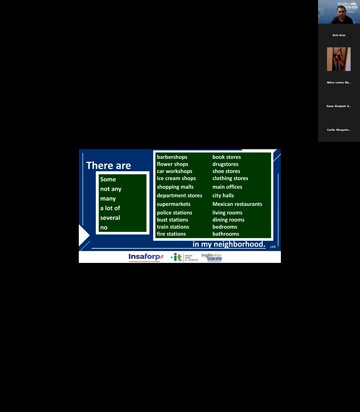 There are
Some
not any
many
a lot of
several
no
barbershops
flower shops
car workshops
ice cream shops
shopping malls
department stores
supermarkets
police stations
bust stations
train stations
fire stations
book stores
drugstores
shoe stores
clothing stores
main offices
city halls
Mexican restaurants
living rooms
dining rooms
bedrooms
bathrooms
in my neighborhood.
Insaforp
it